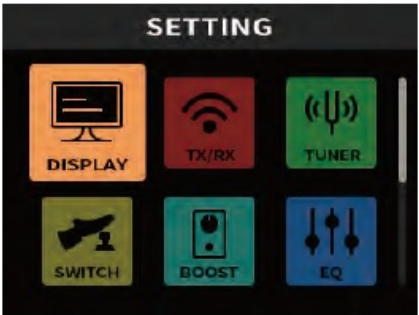 SETTING
DISPLAY
TX/RX
TUNER
SWITCH
BOOST
EQ